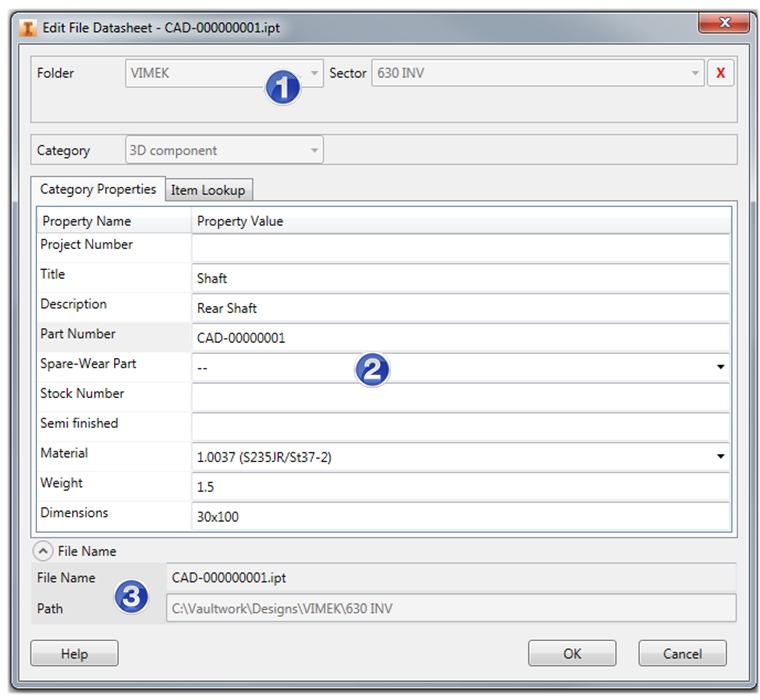 Edit File Datasheet - CAD-000000001.ipt
Folder VIMEK Sector 630 INV X
1
Category 3D component
Category Properties Item Lookup
Property Name Property Value
Project Number
Title Shaft
Description Rear Shaft
Part Number CAD-00000001
Spare-Wear Part --
2
Stock Number
Semi finished
Material 1.0037 (S235JR/St37-2)
Weight 1.5
Dimensions 30x100
File Name
File Name CAD-000000001.ipt
3
Path C:\Vaultwork\Designs\VIMEK\630 INV
Help OK Cancel